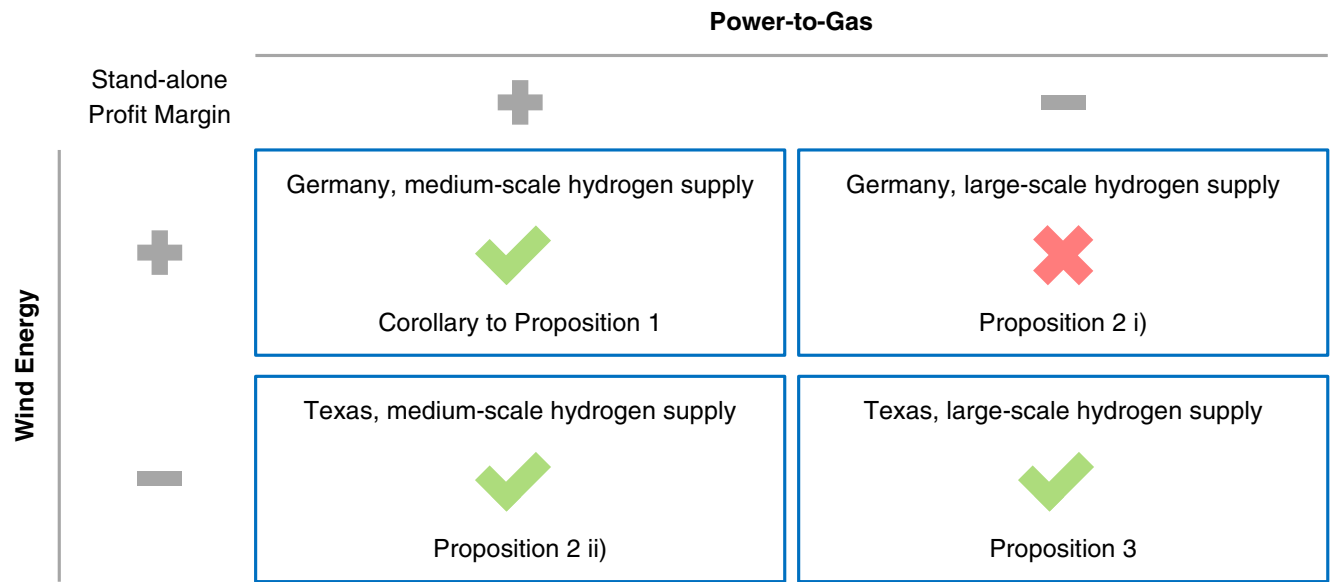 Power-to-Gas
Stand-alone
Profit Margin
Wind Energy
Germany, medium-scale hydrogen supply
Corollary to Proposition 1
Germany, large-scale hydrogen supply
Proposition 2 i)
Texas, medium-scale hydrogen supply
Proposition 2 ii)
Texas, large-scale hydrogen supply
Proposition 3